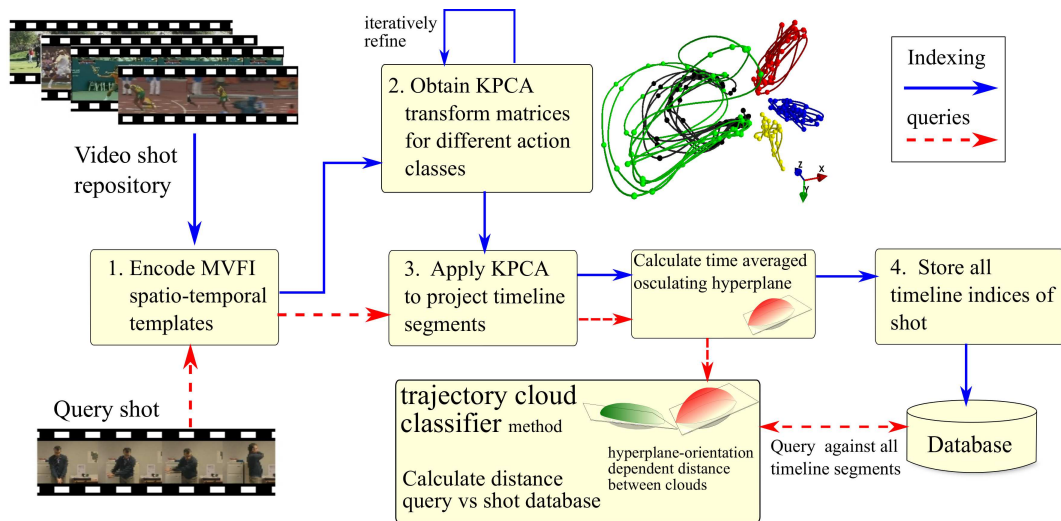 iteratively
refine
2. Obtain KPCA
transform matrices
for different action
classes
Z
X
Y
Indexing
queries
Video shot
repository
1. Encode MVFI
spatio-temporal
templates
3. Apply KPCA
to project timeline
segments
Calculate time averaged
osculating hyperplane
4. Store all
timeline indices of
shot
Query shot
trajectory cloud
classifier method
hyperplane-orientation
dependent distance
between clouds
Calculate distance
query vs shot database
Query against all
timeline segments
Database